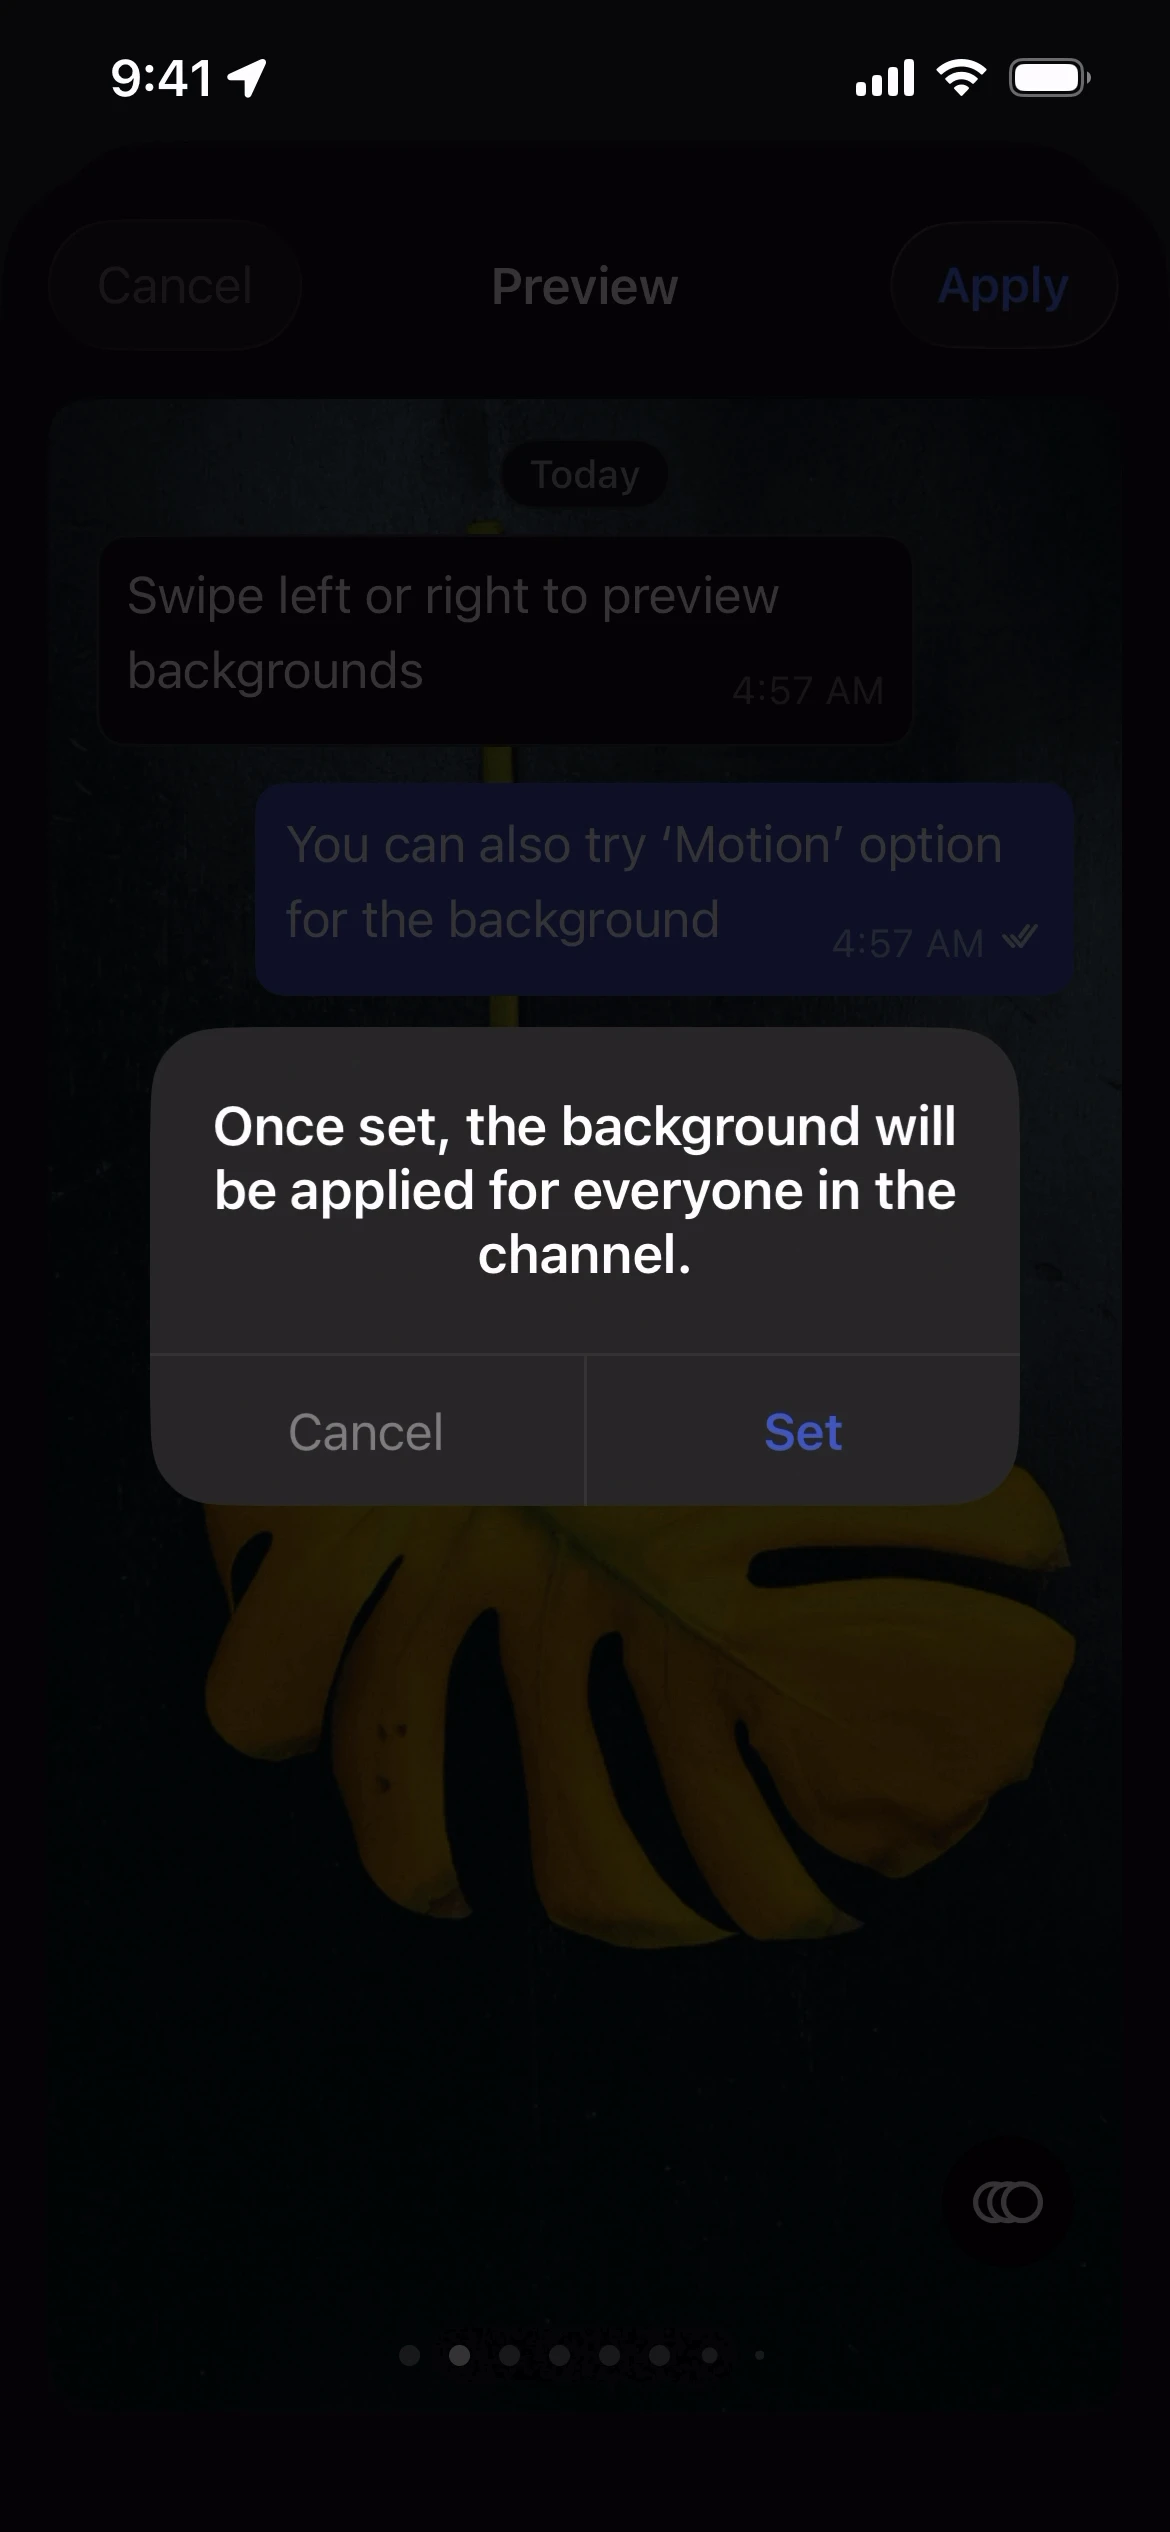 9:41
Cancel Preview Apply
Today
Swipe left or right to preview
backgrounds
4:57 AM
You can also try ‘Motion’ option
for the background
4:57 AM
Once set, the background will
be applied for everyone in the
channel.
Cancel Set